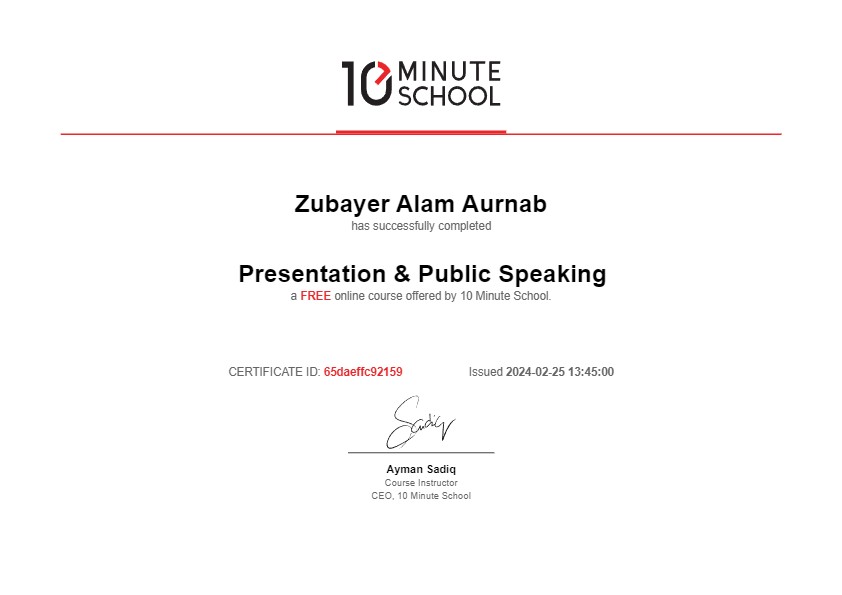 10 MINUTE
SCHOOL
Zubayer Alam Aurnab
has successfully completed
Presentation & Public Speaking
a FREE online course offered by 10 Minute School.
CERTIFICATE ID: 65daeffc92159
Issued 2024-02-25 13:45:00
Sadiq
Ayman Sadiq
Course Instructor
CEO, 10 Minute School